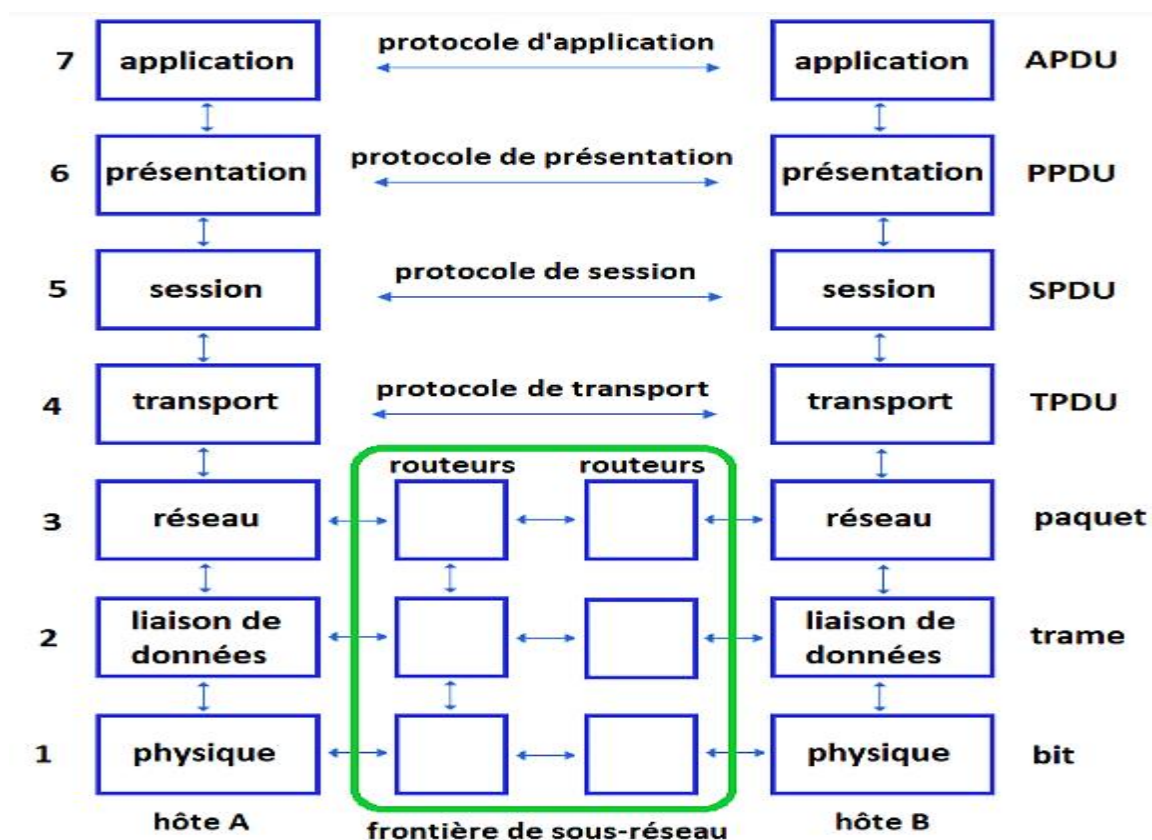 7 application protocole d'application application APDU
6 présentation protocole de présentation présentation PPDU
5 session protocole de session session SPDU
4 transport protocole de transport transport TPDU
routeurs routeurs
3 réseau réseau paquet
2 liaison de données liaison de données trame
1 physique physique bit
hôte A frontière de sous-réseau hôte B